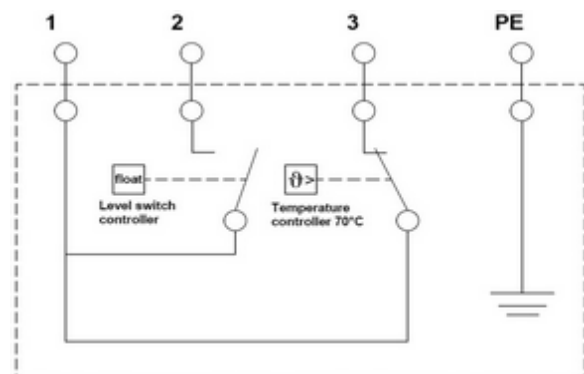 1 2 3 PE
float
Level switch
controller
ϑ>
Temperature
controller 70°C